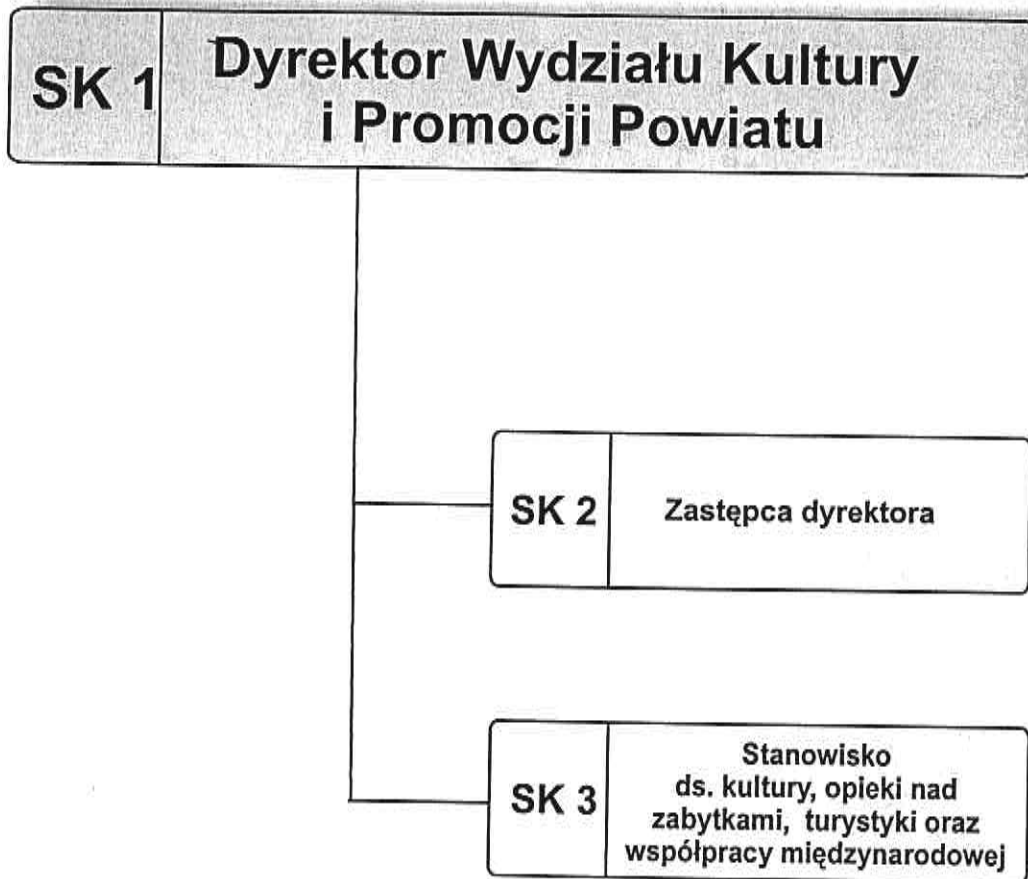 SK 1
Dyrektor Wydziału Kultury
i Promocji Powiatu
SK 2
Zastępca dyrektora
SK 3
Stanowisko
ds. kultury, opieki nad
zabytkami, turystyki oraz
współpracy międzynarodowej